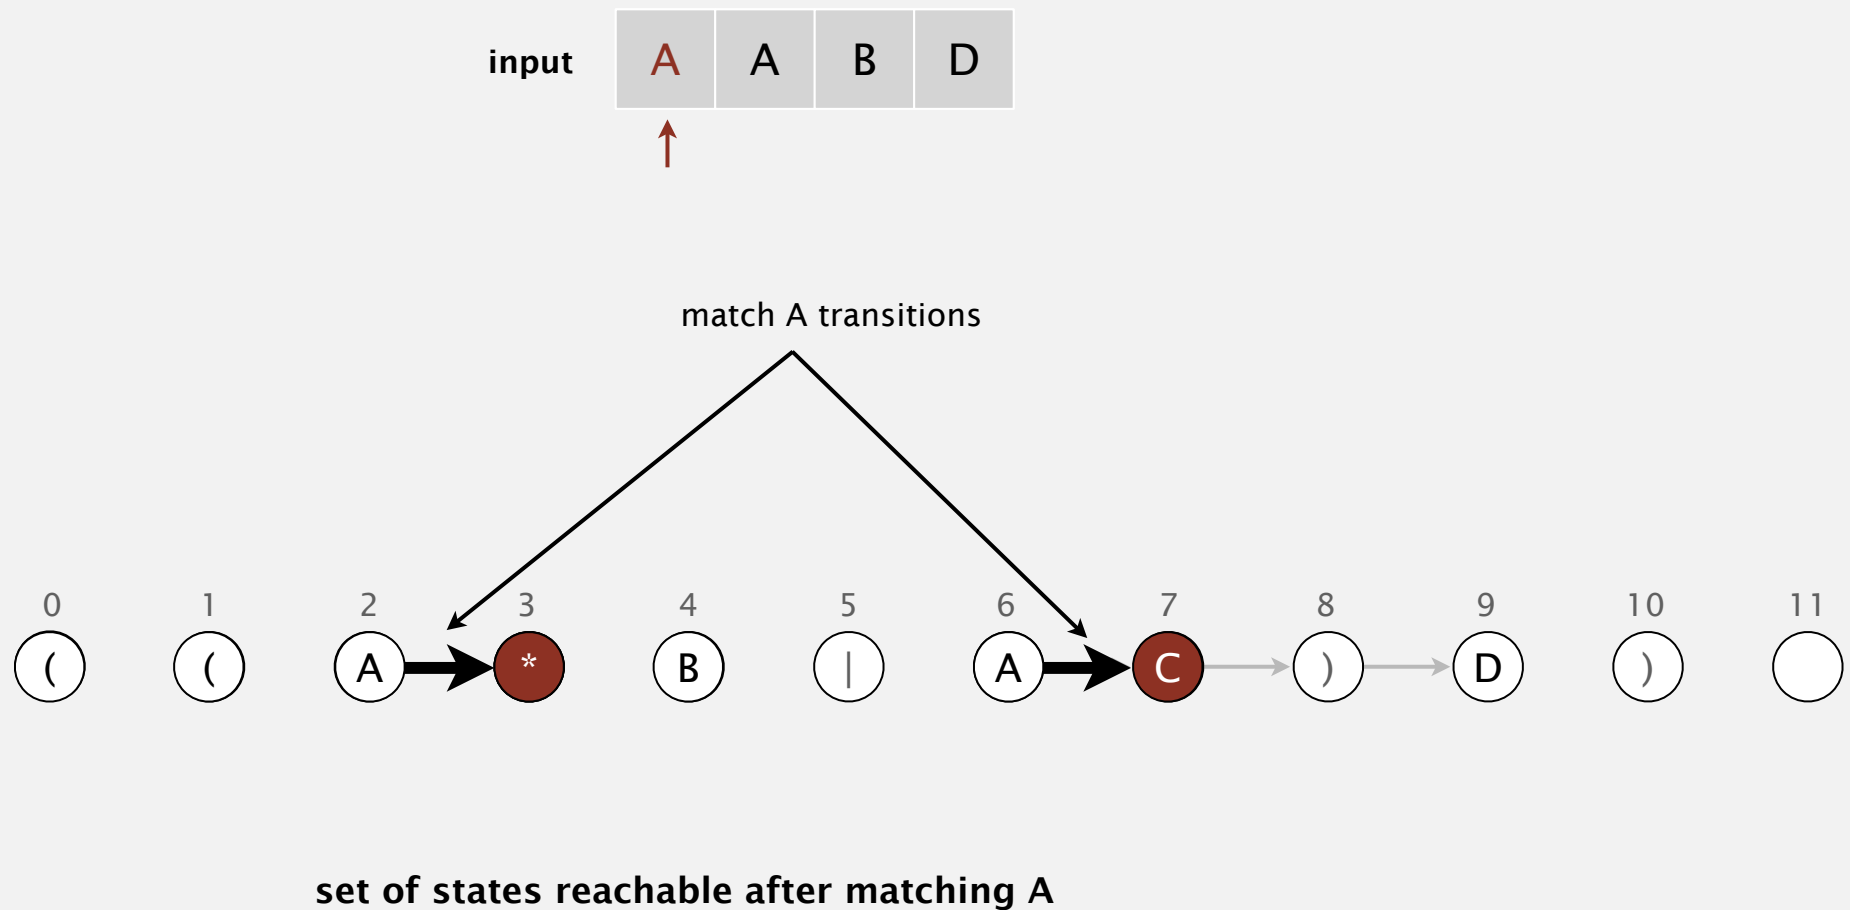 input A A B D
match A transitions
0 1 2 3 4 5 6 7 8 9 10 11
( ( A * B | A C ) D )
set of states reachable after matching A